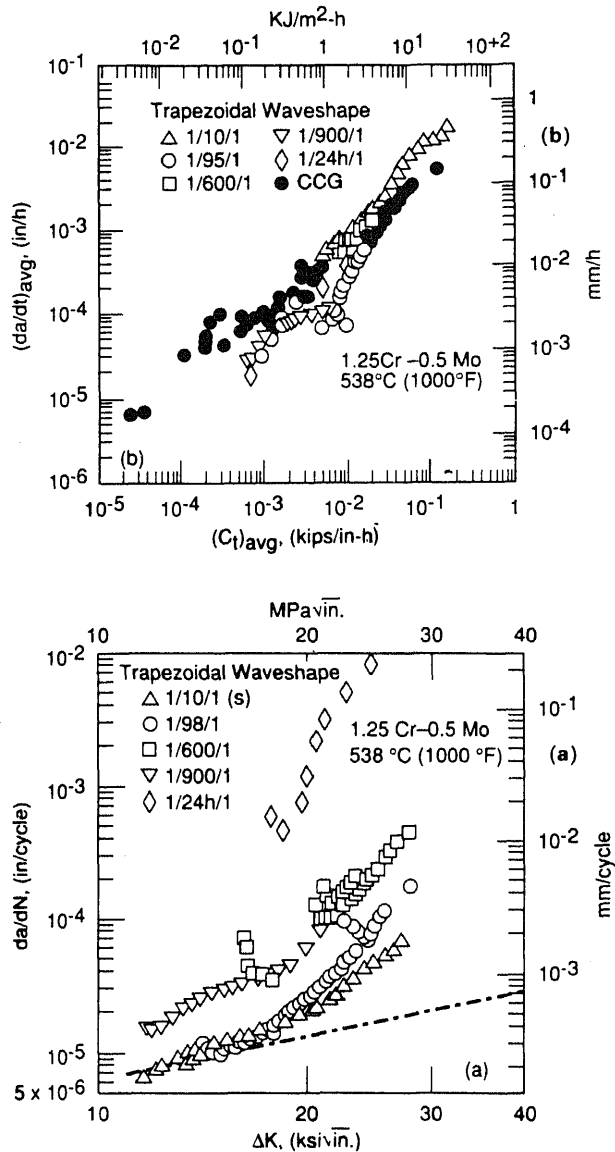 KJ/m²-h
10⁻² 10⁻¹ 1 10 10+2
10⁻¹
10⁻²
10⁻³
10⁻⁴
10⁻⁵
10⁻⁶
(da/dt)avg, (in/h)
Trapezoidal Waveshape
1/10/1 1/900/1
1/95/1 1/24h/1
1/600/1 CCG
(b)
1
10⁻¹
10⁻²
10⁻³
10⁻⁴
mm/h
1.25Cr–0.5 Mo
538°C (1000°F)
(b)
10⁻⁵ 10⁻⁴ 10⁻³ 10⁻² 10⁻¹ 1
(Ct)avg, (kips/in-h)
MPa√in.
10 20 30 40
10⁻²
10⁻³
10⁻⁴
10⁻⁵
5 x 10⁻⁶
da/dN, (in/cycle)
Trapezoidal Waveshape
1/10/1 (s)
1/98/1
1/600/1
1/900/1
1/24h/1
1.25 Cr–0.5 Mo
538 °C (1000 °F)
(a)
10⁻¹
10⁻²
10⁻³
mm/cycle
(a)
10 20 30 40
ΔK, (ksi√in.)